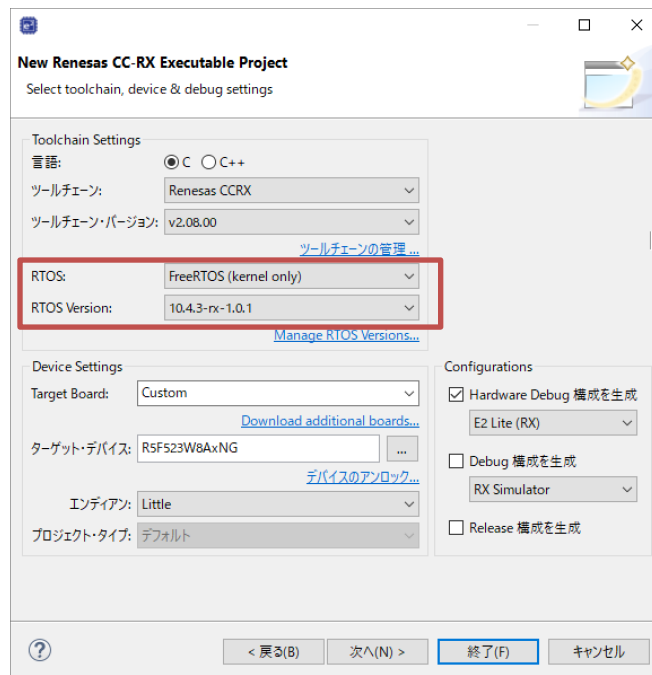 New Renesas CC-RX Executable Project
Select toolchain, device & debug settings
Toolchain Settings
言語: C C++
ツールチェーン: Renesas CCRX
ツールチェーン・バージョン: v2.08.00
ツールチェーンの管理 ...
RTOS: FreeRTOS (kernel only)
RTOS Version: 10.4.3-rx-1.0.1
Manage RTOS Versions...
Device Settings
Target Board: Custom
Download additional boards...
ターゲット・デバイス: R5F523W8AxNG ...
デバイスのアンロック...
エンディアン: Little
プロジェクト・タイプ: デフォルト
Configurations
Hardware Debug 構成を生成
E2 Lite (RX)
Debug 構成を生成
RX Simulator
Release 構成を生成
? < 戻る(B) 次へ(N) > 終了(F) キャンセル